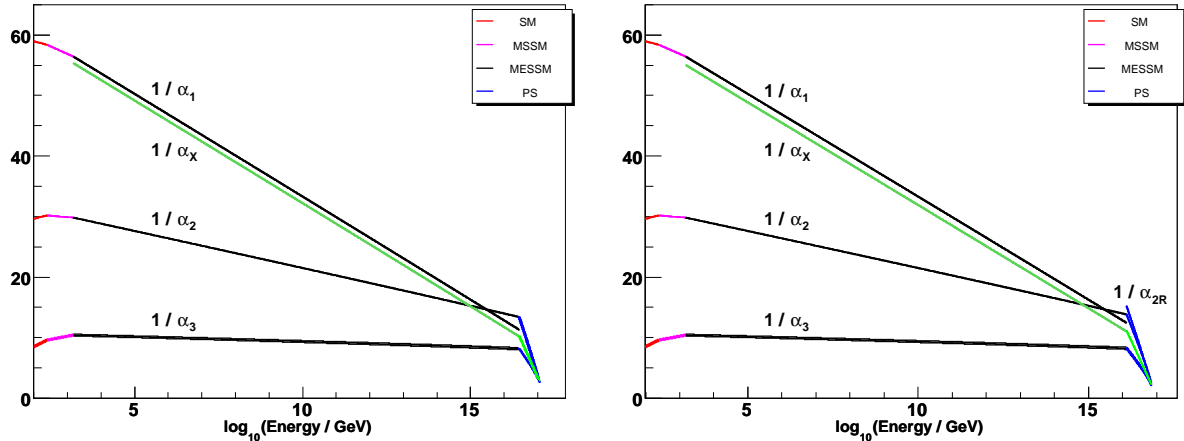 60
40
20
0
5
10
15
log10(Energy / GeV)
1 / α1
1 / αX
1 / α2
1 / α3
SM
MSSM
MESSM
PS
60
40
20
0
5
10
15
log10(Energy / GeV)
1 / α1
1 / αX
1 / α2
1 / α2R
1 / α3
SM
MSSM
MESSM
PS